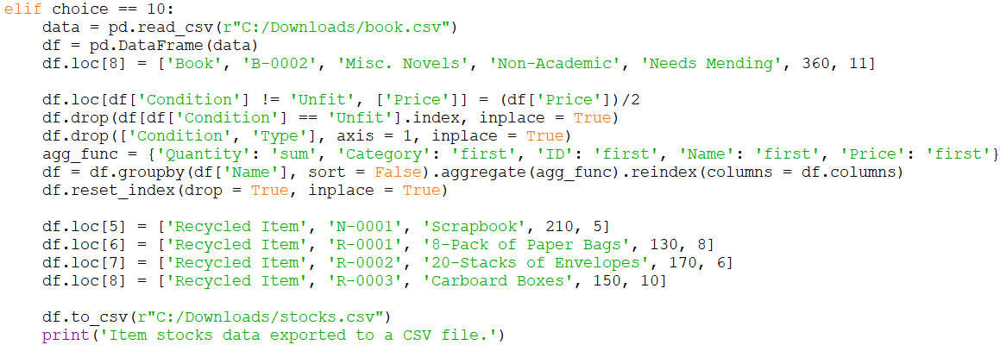 elif choice == 10:
    data = pd.read_csv(r"C:/Downloads/book.csv")
    df = pd.DataFrame(data)
    df.loc[8] = ['Book', 'B-0002', 'Misc. Novels', 'Non-Academic', 'Needs Mending', 360, 11]

    df.loc[df['Condition'] != 'Unfit', ['Price']] = (df['Price'])/2
    df.drop(df[df['Condition'] == 'Unfit'].index, inplace = True)
    df.drop(['Condition', 'Type'], axis = 1, inplace = True)
    agg_func = {'Quantity': 'sum', 'Category': 'first', 'ID': 'first', 'Name': 'first', 'Price': 'first'}
    df = df.groupby(df['Name'], sort = False).aggregate(agg_func).reindex(columns = df.columns)
    df.reset_index(drop = True, inplace = True)

    df.loc[5] = ['Recycled Item', 'N-0001', 'Scrapbook', 210, 5]
    df.loc[6] = ['Recycled Item', 'R-0001', '8-Pack of Paper Bags', 130, 8]
    df.loc[7] = ['Recycled Item', 'R-0002', '20-Stacks of Envelopes', 170, 6]
    df.loc[8] = ['Recycled Item', 'R-0003', 'Carboard Boxes', 150, 10]

    df.to_csv(r"C:/Downloads/stocks.csv")
    print('Item stocks data exported to a CSV file.')